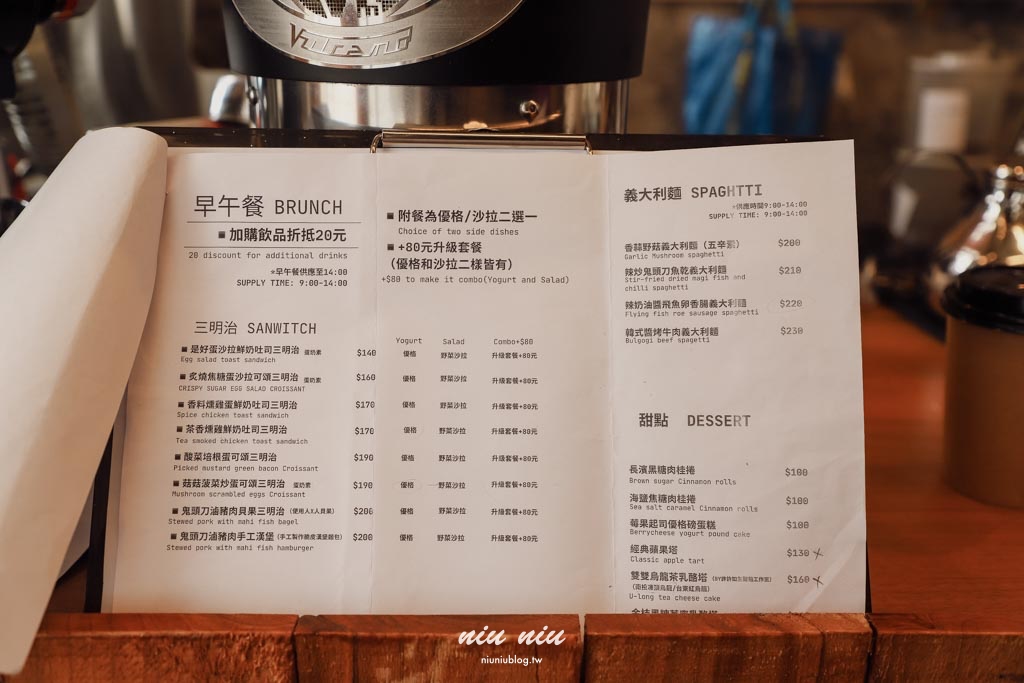 Vulcano
早午餐 BRUNCH
加購飲品折抵20元
20 discount for additional drinks
*早午餐供應至14:00
SUPPLY TIME: 9:00-14:00
附餐為優格/沙拉二選一
Choice of two side dishes
+80元升級套餐
(優格和沙拉二樣皆有)
+$80 to make it combo(Yogurt and Salad)
三明治 SANWITCH
Yogurt Salad Combo+$80
是好蛋沙拉鮮奶吐司三明治 蛋奶素 $140 優格 野菜沙拉 升級套餐+80元
Egg salad toast sandwich
炙燒焦糖蛋沙拉可頌三明治 蛋奶素 $160 優格 野菜沙拉 升級套餐+80元
CRISPY SUGAR EGG SALAD CROISSANT
香料燻雞蛋鮮奶吐司三明治 $170 優格 野菜沙拉 升級套餐+80元
Spice chicken toast sandwich
茶香燻雞鮮奶吐司三明治 $170 優格 野菜沙拉 升級套餐+80元
Tea smoked chicken toast sandwich
酸菜培根蛋可頌三明治 $190 優格 野菜沙拉 升級套餐+80元
Picked mustard green bacon Croissant
菇菇菠菜炒蛋可頌三明治 蛋奶素 $190 優格 野菜沙拉 升級套餐+80元
Mushroom scrambled eggs Croissant
鬼頭刀滷豬肉貝果三明治 (使用人X人貝果) $200 優格 野菜沙拉 升級套餐+80元
Stewed pork with mahi fish bagel
鬼頭刀滷豬肉手工漢堡 (手工製作脆皮漢堡麵包) $200 優格 野菜沙拉 升級套餐+80元
Stewed pork with mahi fish hamburger
義大利麵 SPAGHTTI
*供應時間9:00-14:00
SUPPLY TIME: 9:00-14:00
香蒜野菇義大利麵 (五辛素) $200
Garlic Mushroom spaghetti
辣炒鬼頭刀魚乾義大利麵 $210
Stir-fried dried magi fish and
chilli spaghetti
辣奶油醬飛魚卵香腸義大利麵 $220
Flying fish roe sausage spaghetti
韓式醬烤牛肉義大利麵 $230
Bulgogi beef spagetti
甜點 DESSERT
長濱黑糖肉桂捲 $100
Brown sugar Cinnamon rolls
海鹽焦糖肉桂捲 $100
Sea salt caramel Cinnamon rolls
莓果起司優格磅蛋糕 $100
Berrycheese yogurt pound cake
經典蘋果塔 $130 ×
Classic apple tart
雙雙烏龍茶乳酪塔 $160 ×
U-long tea cheese cake
niu niu
niuniublog.tw